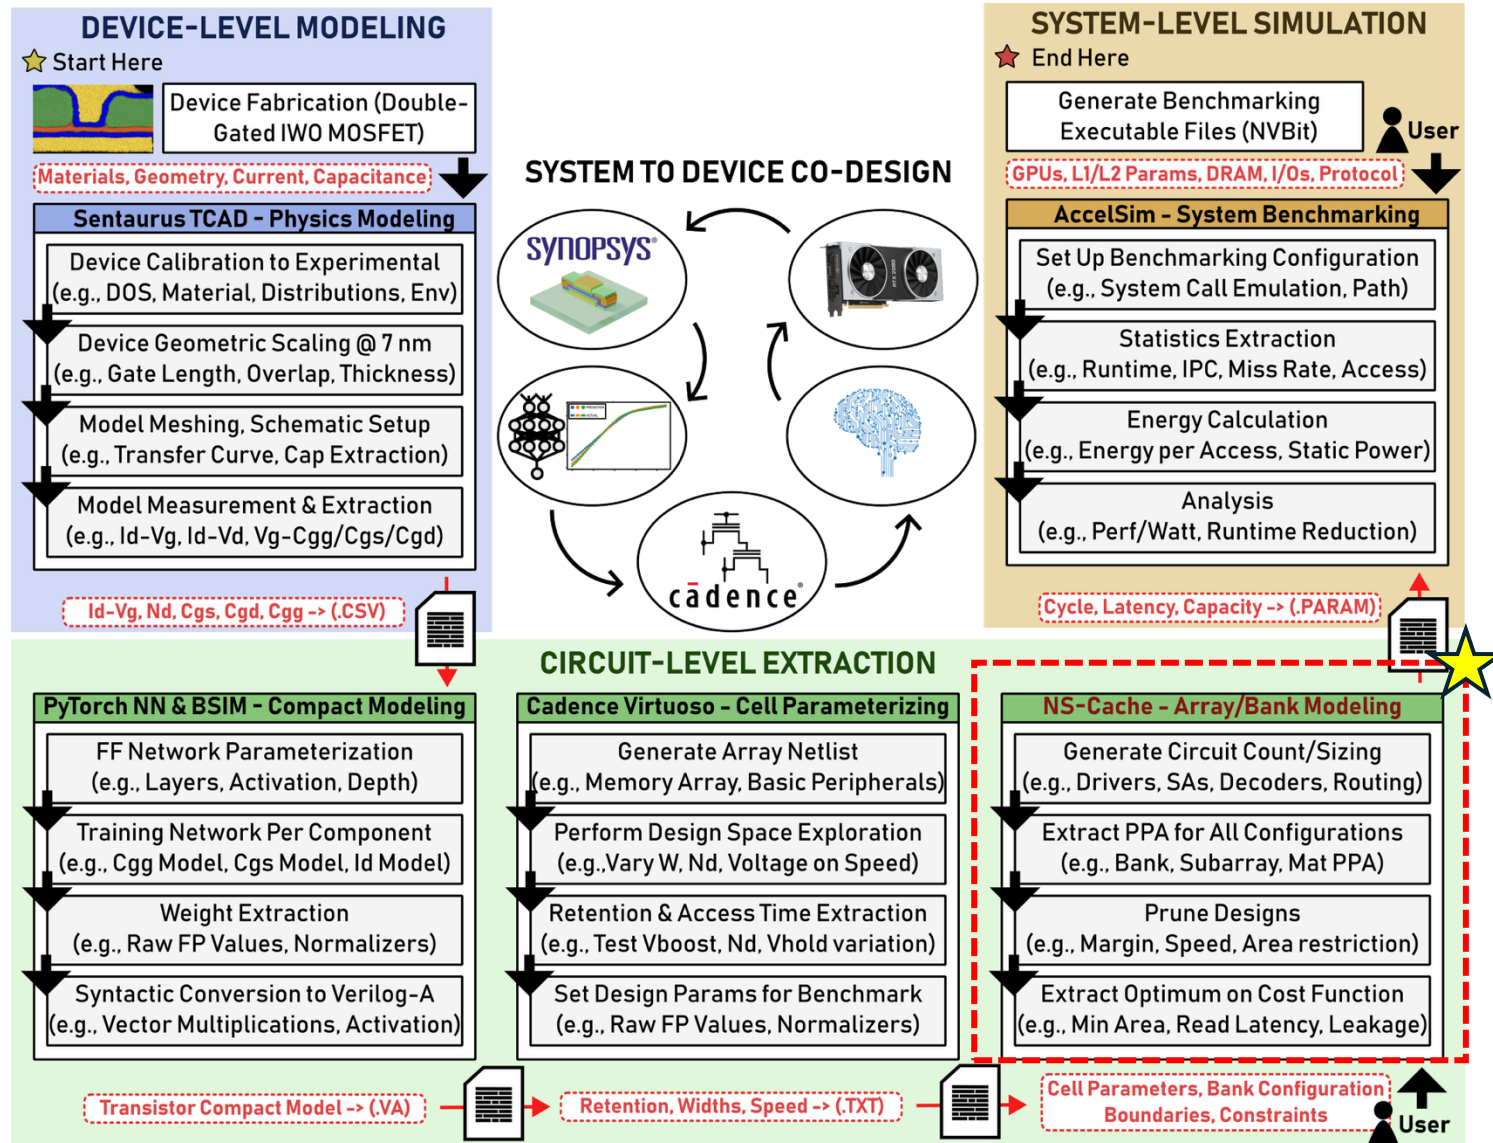 DEVICE-LEVEL MODELING
Start Here
Device Fabrication (Double-
Gated IWO MOSFET)
Materials, Geometry, Current, Capacitance
Sentaurus TCAD - Physics Modeling
Device Calibration to Experimental
(e.g., DOS, Material, Distributions, Env)
Device Geometric Scaling @ 7 nm
(e.g., Gate Length, Overlap, Thickness)
Model Meshing, Schematic Setup
(e.g., Transfer Curve, Cap Extraction)
Model Measurement & Extraction
(e.g., Id-Vg, Id-Vd, Vg-Cgg/Cgs/Cgd)
Id-Vg, Nd, Cgs, Cgd, Cgg -> (.CSV)
SYSTEM TO DEVICE CO-DESIGN
SYNOPSYS®
RTX 2080
PREDICTION
ACTUAL
cādence®
SYSTEM-LEVEL SIMULATION
End Here
Generate Benchmarking
Executable Files (NVBit)
User
GPUs, L1/L2 Params, DRAM, I/Os, Protocol
AccelSim - System Benchmarking
Set Up Benchmarking Configuration
(e.g., System Call Emulation, Path)
Statistics Extraction
(e.g., Runtime, IPC, Miss Rate, Access)
Energy Calculation
(e.g., Energy per Access, Static Power)
Analysis
(e.g., Perf/Watt, Runtime Reduction)
Cycle, Latency, Capacity -> (.PARAM)
CIRCUIT-LEVEL EXTRACTION
PyTorch NN & BSIM - Compact Modeling
FF Network Parameterization
(e.g., Layers, Activation, Depth)
Training Network Per Component
(e.g., Cgg Model, Cgs Model, Id Model)
Weight Extraction
(e.g., Raw FP Values, Normalizers)
Syntactic Conversion to Verilog-A
(e.g., Vector Multiplications, Activation)
Transistor Compact Model -> (.VA)
Cadence Virtuoso - Cell Parameterizing
Generate Array Netlist
(e.g., Memory Array, Basic Peripherals)
Perform Design Space Exploration
(e.g.,Vary W, Nd, Voltage on Speed)
Retention & Access Time Extraction
(e.g., Test Vboost, Nd, Vhold variation)
Set Design Params for Benchmark
(e.g., Raw FP Values, Normalizers)
Retention, Widths, Speed -> (.TXT)
NS-Cache - Array/Bank Modeling
Generate Circuit Count/Sizing
(e.g., Drivers, SAs, Decoders, Routing)
Extract PPA for All Configurations
(e.g., Bank, Subarray, Mat PPA)
Prune Designs
(e.g., Margin, Speed, Area restriction)
Extract Optimum on Cost Function
(e.g., Min Area, Read Latency, Leakage)
Cell Parameters, Bank Configuration
Boundaries, Constraints
User